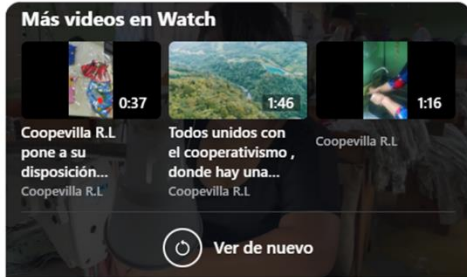 Más videos en Watch
0:37
1:46
1:16
Coopevilla R.L
pone a su
disposición...
Coopevilla R.L
Todos unidos con
el cooperativismo ,
donde hay una...
Coopevilla R.L
Coopevilla R.L
Ver de nuevo